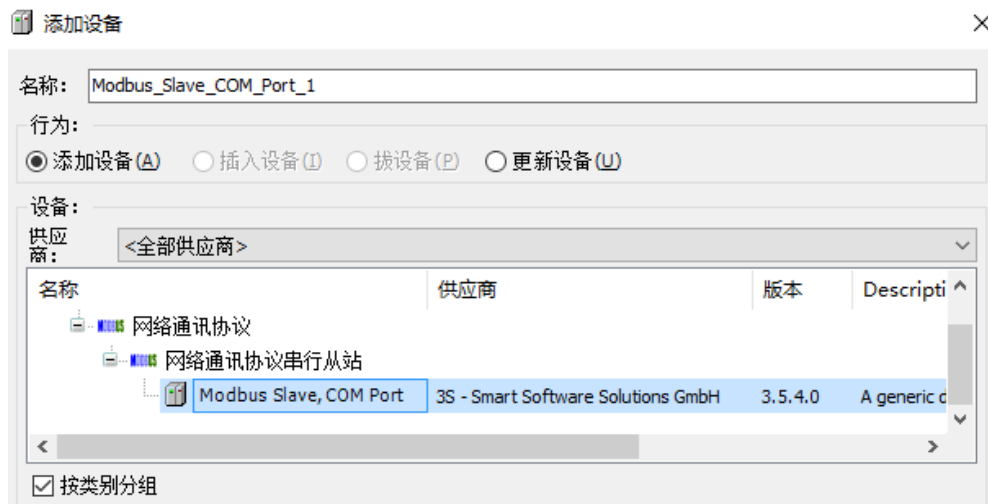 添加设备
名称： Modbus_Slave_COM_Port_1
行为：
添加设备(A) 插入设备(I) 拔设备(P) 更新设备(U)
设备：
供应商： <全部供应商>
名称 供应商 版本 Descripti
MODBUS 网络通讯协议
MODBUS 网络通讯协议串行从站
Modbus Slave, COM Port 3S - Smart Software Solutions GmbH 3.5.4.0 A generic d
按类别分组